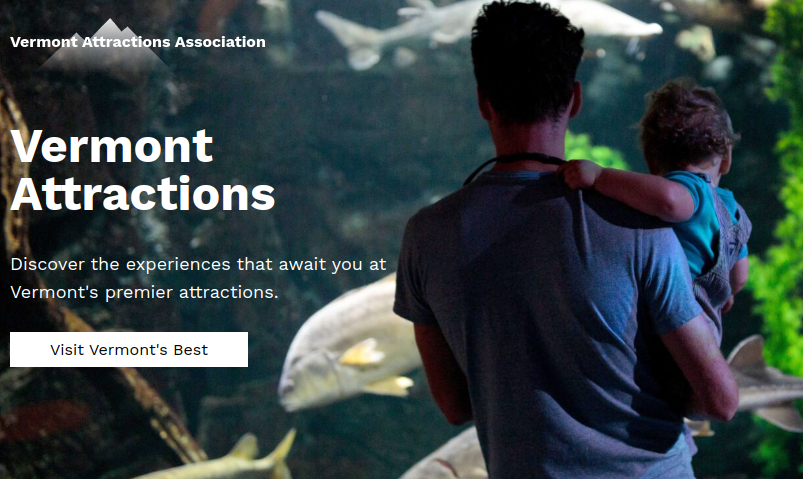 Vermont Attractions Association
Vermont
Attractions
Discover the experiences that await you at
Vermont's premier attractions.
Visit Vermont's Best